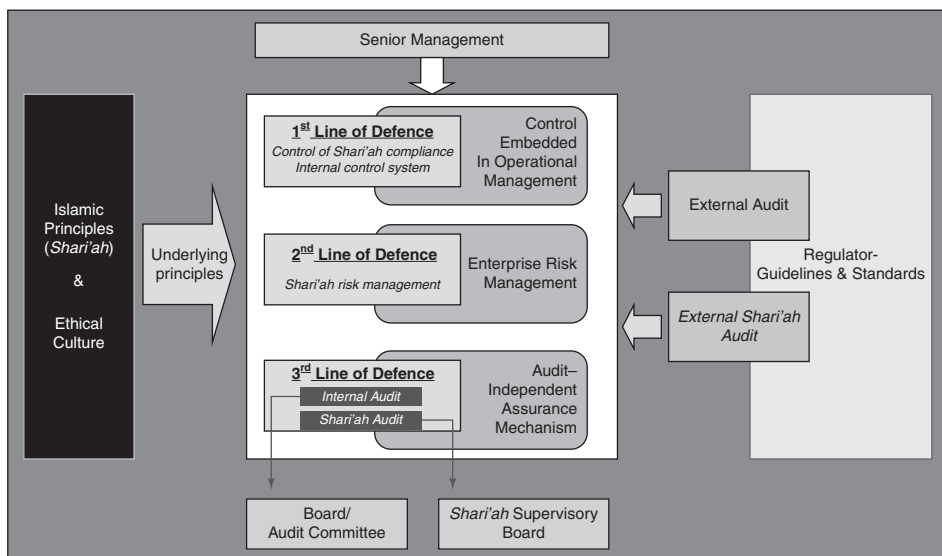 Senior Management
Islamic
Principles
(Shari'ah)
&
Ethical
Culture
Underlying
principles
1st Line of Defence
Control of Shari'ah compliance
Internal control system
Control
Embedded
In Operational
Management
2nd Line of Defence
Shari'ah risk management
Enterprise Risk
Management
3rd Line of Defence
Internal Audit
Shari'ah Audit
Audit–
Independent
Assurance
Mechanism
External Audit
External Shari'ah
Audit
Regulator-
Guidelines & Standards
Board/
Audit Committee
Shari'ah Supervisory
Board